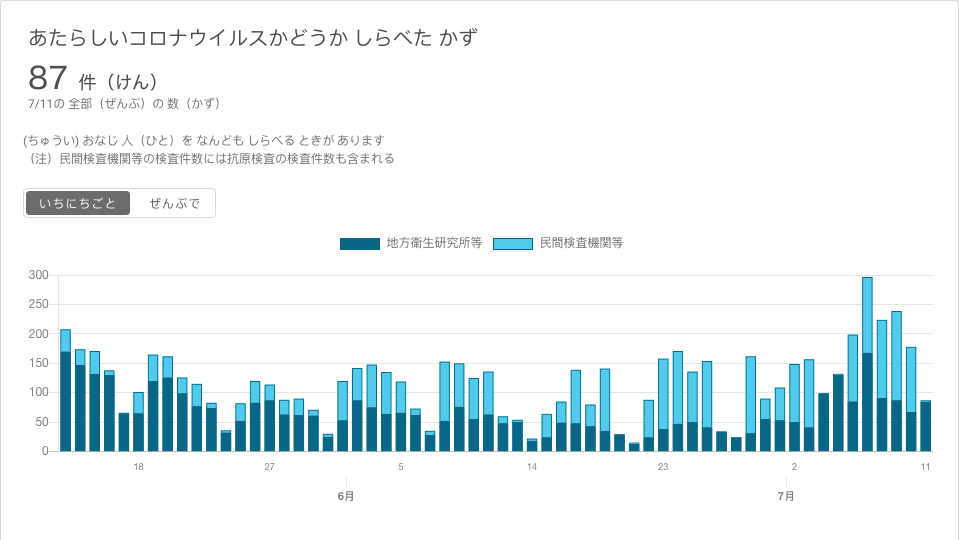 あたらしいコロナウイルスかどうか しらべた かず
87 件（けん）
7/11の 全部（ぜんぶ）の 数（かず）
(ちゅうい) おなじ 人（ひと）を なんども しらべる ときが あります
（注）民間検査機関等の検査件数には抗原検査の検査件数も含まれる
いちにちごと ぜんぶで
地方衛生研究所等 民間検査機関等
300
250
200
150
100
50
0
18 27 5 14 23 2 11
6月 7月